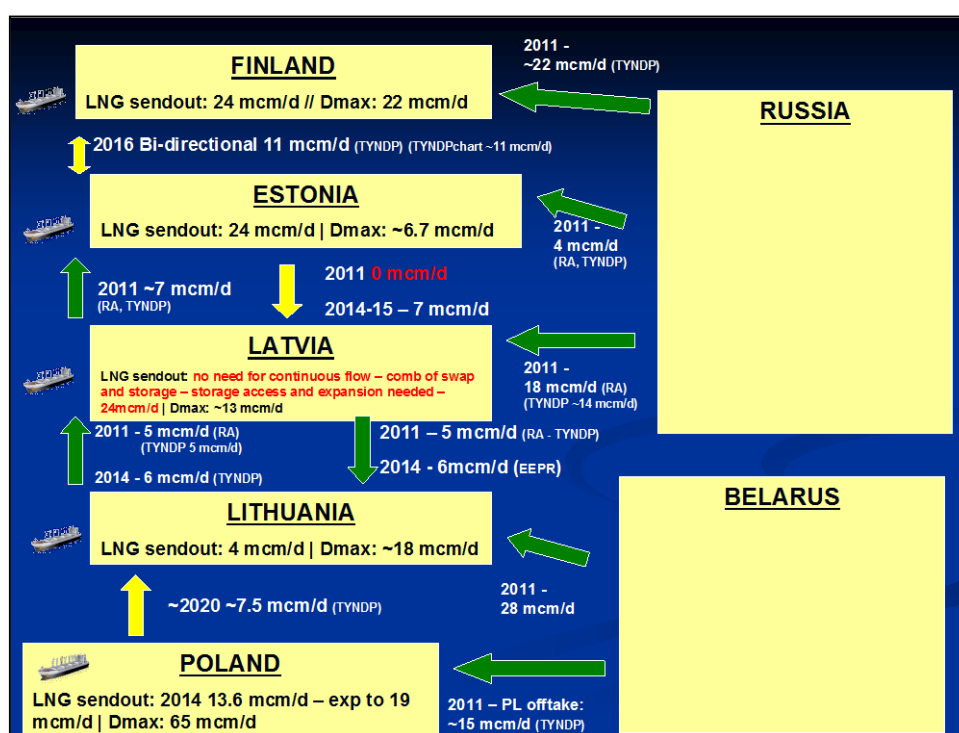 FINLAND
LNG sendout: 24 mcm/d // Dmax: 22 mcm/d
2011 -
~22 mcm/d (TYNDP)
RUSSIA
2016 Bi-directional 11 mcm/d (TYNDP) (TYNDPchart ~11 mcm/d)
ESTONIA
LNG sendout: 24 mcm/d | Dmax: ~6.7 mcm/d
2011 -
4 mcm/d
(RA, TYNDP)
2011 ~7 mcm/d
(RA, TYNDP)
2011 0 mcm/d
2014-15 – 7 mcm/d
LATVIA
LNG sendout: no need for continuous flow – comb of swap
and storage – storage access and expansion needed –
24mcm/d | Dmax: ~13 mcm/d
2011 -
18 mcm/d (RA)
(TYNDP ~14 mcm/d)
2011 - 5 mcm/d (RA)
(TYNDP 5 mcm/d)
2014 - 6 mcm/d (TYNDP)
2011 – 5 mcm/d (RA - TYNDP)
2014 - 6mcm/d (EEPR)
LITHUANIA
LNG sendout: 4 mcm/d | Dmax: ~18 mcm/d
BELARUS
2011 -
28 mcm/d
~2020 ~7.5 mcm/d (TYNDP)
POLAND
LNG sendout: 2014 13.6 mcm/d – exp to 19
mcm/d | Dmax: 65 mcm/d
2011 – PL offtake:
~15 mcm/d (TYNDP)